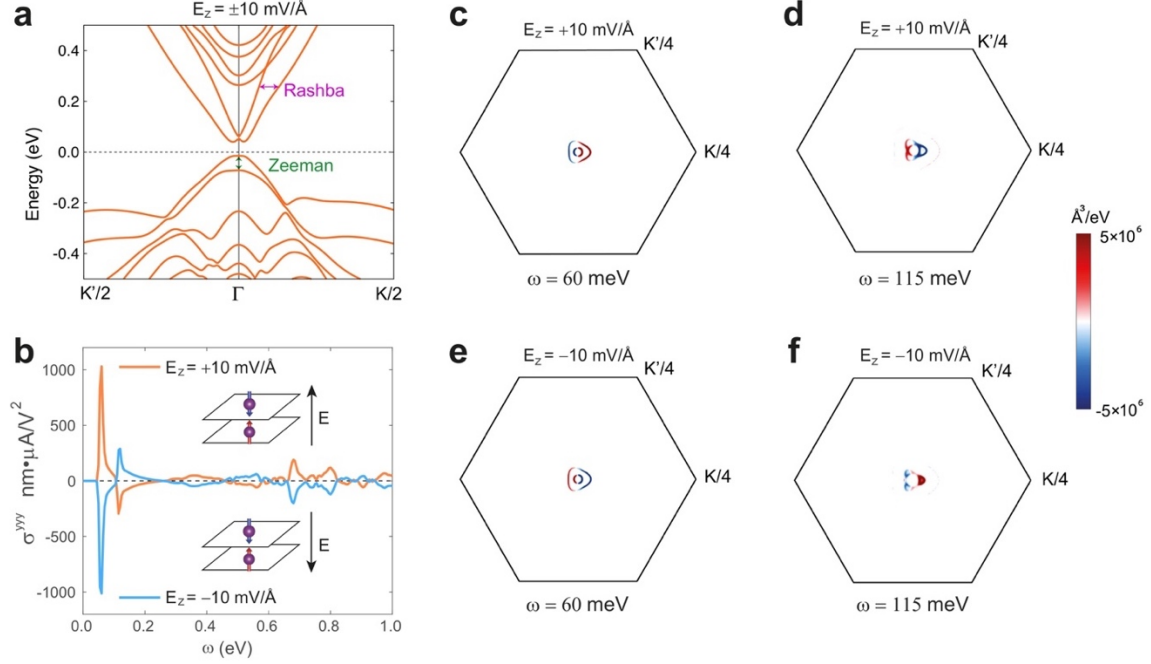 a
E_z = ±10 mV/Å
0.4
0.2
0.0
-0.2
-0.4
Energy (eV)
Rashba
Zeeman
K'/2
Γ
K/2
b
E_z = +10 mV/Å
1000
500
0
-500
-1000
σ^yyy nm•μA/V^2
E
E
E_z = −10 mV/Å
0.0
0.2
0.4
0.6
0.8
1.0
ω (eV)
c
E_z = +10 mV/Å
K'/4
K/4
ω = 60 meV
d
E_z = +10 mV/Å
K'/4
K/4
ω = 115 meV
Å^3/eV
5×10^6
-5×10^6
e
E_z = −10 mV/Å
K'/4
K/4
ω = 60 meV
f
E_z = −10 mV/Å
K'/4
K/4
ω = 115 meV